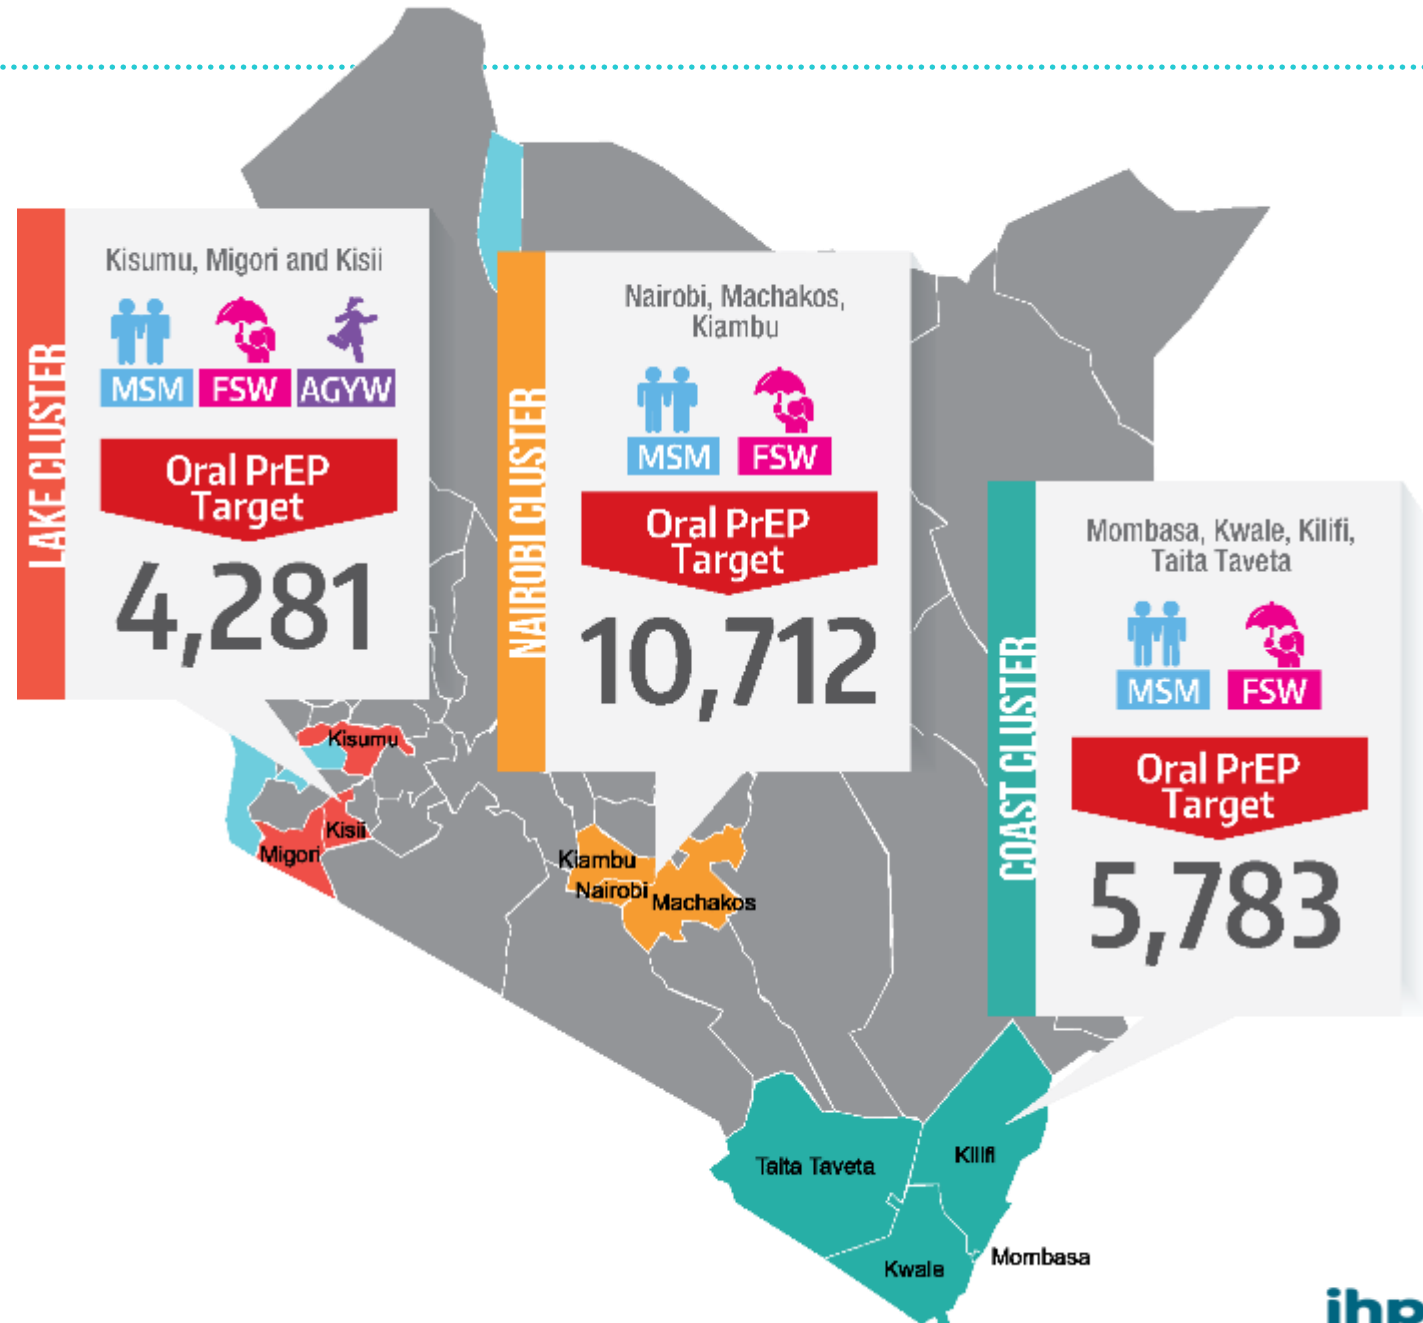 LAKE CLUSTER
Kisumu, Migori and Kisii
MSM FSW AGYW
Oral PrEP
Target
4,281
NAIROBI CLUSTER
Nairobi, Machakos,
Kiambu
MSM FSW
Oral PrEP
Target
10,712
COAST CLUSTER
Mombasa, Kwale, Kilifi,
Taita Taveta
MSM FSW
Oral PrEP
Target
5,783
Kisumu
Kisii
Migori
Kiambu
Nairobi
Machakos
Taita Taveta
Kilifi
Kwale
Mombasa